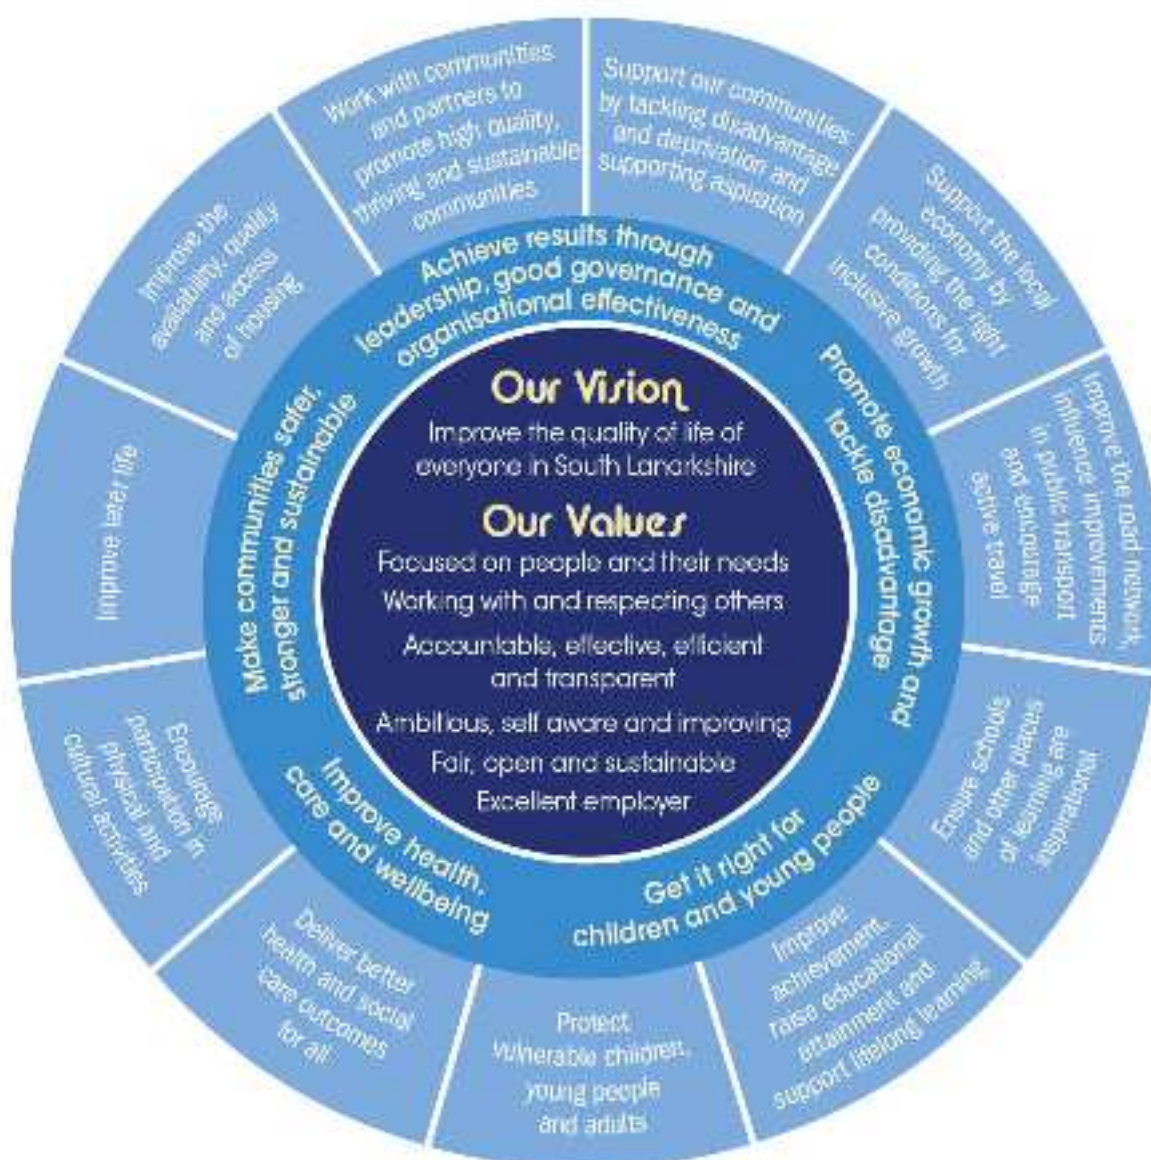 Our Vision
Improve the quality of life of
everyone in South Lanarkshire
Our Values
Focused on people and their needs
Working with and respecting others
Accountable, effective, efficient
and transparent
Ambitious, self aware and improving
Fair, open and sustainable
Excellent employer
Achieve results through
leadership, good governance and
organisational effectiveness
Promote economic growth and
tackle disadvantage
Get it right for
children and young people
Improve health,
care and wellbeing
Make communities safer,
stronger and sustainable
Support our communities
by tackling disadvantage
and deprivation and
supporting aspiration
Support the local
economy by
providing the right
conditions for
inclusive growth
Improve the road network,
influence improvements
in public transport
and encourage
active travel
Ensure schools
and other places
of learning are
inspirational
Improve
achievement,
raise educational
attainment and
support lifelong learning
Protect
vulnerable children,
young people
and adults
Deliver better
health and social
care outcomes
for all
Encourage
participation in
physical and
cultural activities
Improve later life
Improve the
availability, quality
and access
of housing
Work with communities
and partners to
promote high quality,
thriving and sustainable
communities